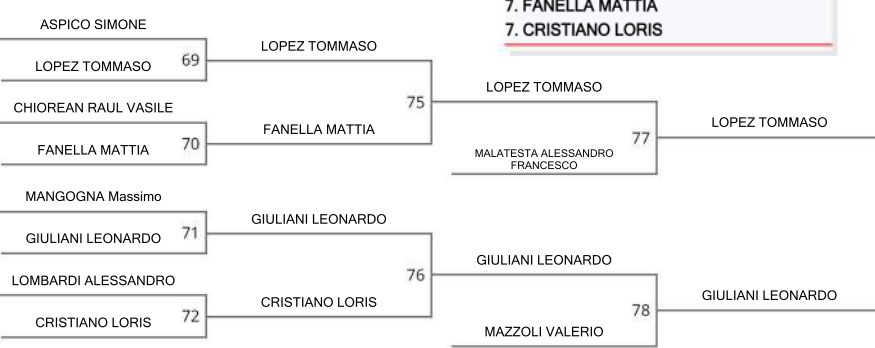 7. FANELLA MATTIA
7. CRISTIANO LORIS
ASPICO SIMONE
LOPEZ TOMMASO
69
LOPEZ TOMMASO
CHIOREAN RAUL VASILE
FANELLA MATTIA
70
FANELLA MATTIA
75
LOPEZ TOMMASO
MALATESTA ALESSANDRO
FRANCESCO
77
LOPEZ TOMMASO
MANGOGNA Massimo
GIULIANI LEONARDO
71
GIULIANI LEONARDO
LOMBARDI ALESSANDRO
CRISTIANO LORIS
72
CRISTIANO LORIS
76
GIULIANI LEONARDO
MAZZOLI VALERIO
78
GIULIANI LEONARDO